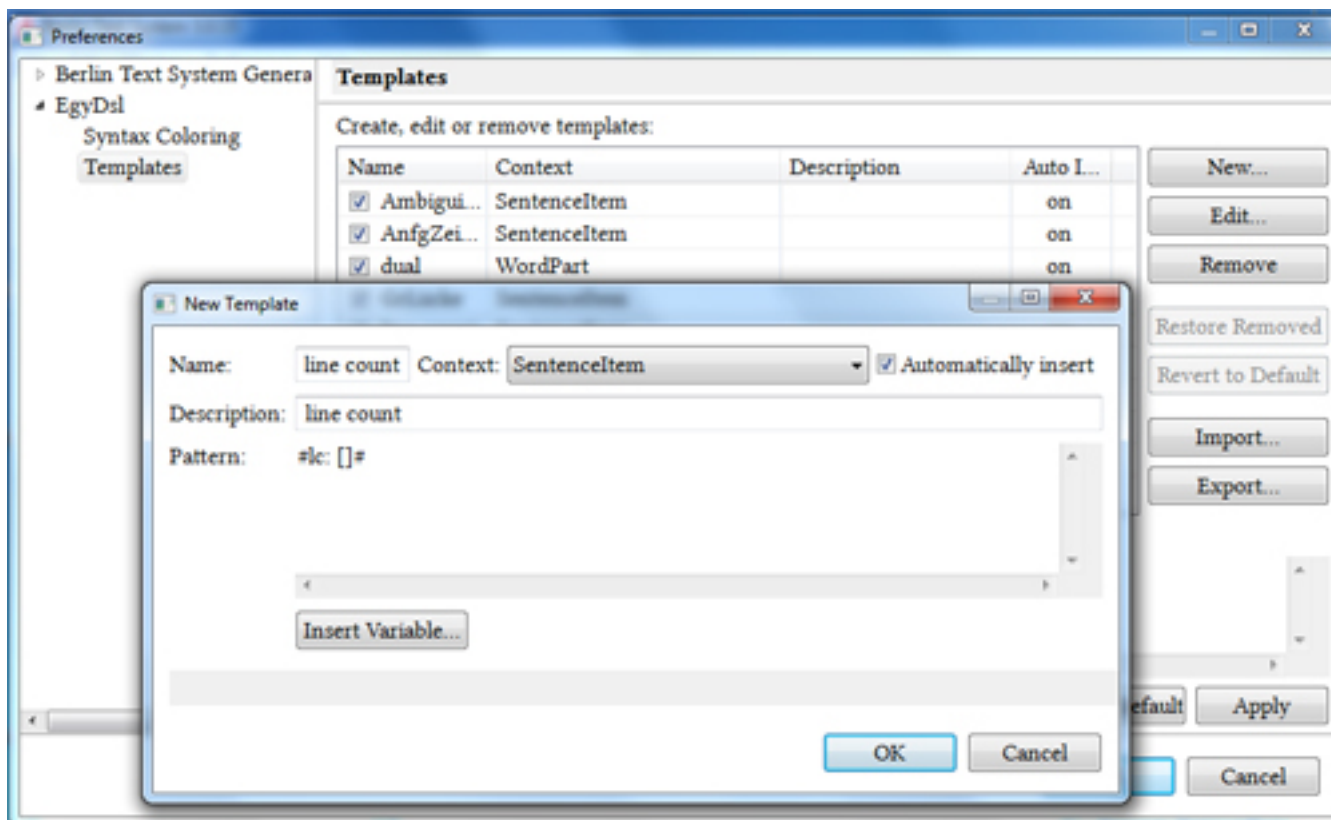 Preferences
Berlin Text System Genera
EgyDsl
Syntax Coloring
Templates
Templates
Create, edit or remove templates:
Name Context Description Auto I...
Ambigui... SentenceItem on
AnfgZei... SentenceItem on
dual WordPart on
New...
Edit...
Remove
Restore Removed
Revert to Default
Import...
Export...
New Template
Name: line count Context: SentenceItem Automatically insert
Description: line count
Pattern: #lc: []#
Insert Variable...
OK Cancel
efault Apply
Cancel